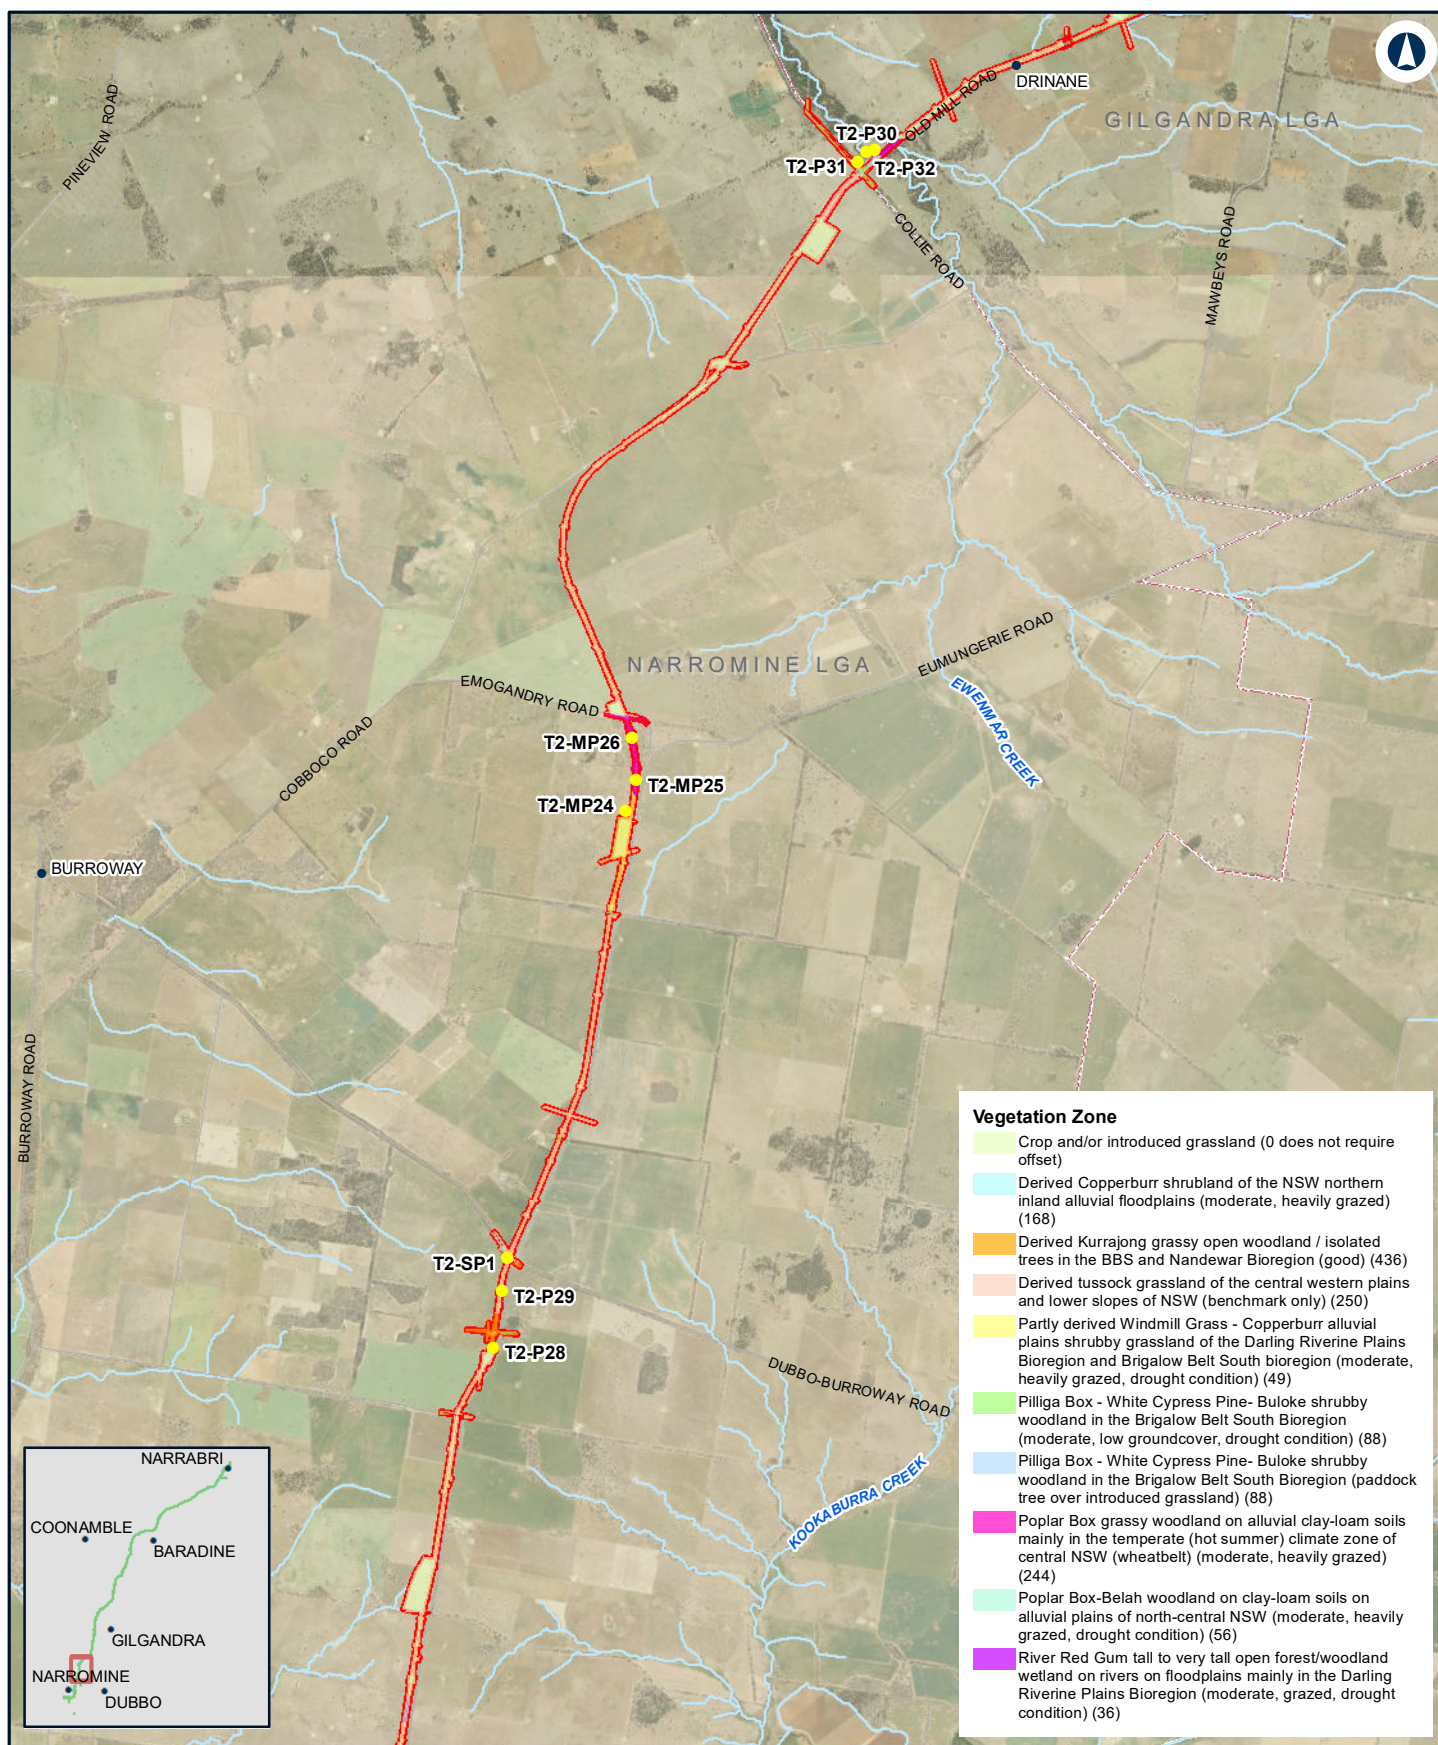 DRINANE
GILGANDRA LGA
OLD MILL ROAD
PINEVIEW ROAD
T2-P30
T2-P31
T2-P32
COLLIE ROAD
MAWBEYS ROAD
NARROMINE LGA
EUMUNGERIE ROAD
EMOGANDRY ROAD
EWENMAR CREEK
COBBOCO ROAD
T2-MP26
T2-MP25
T2-MP24
BURROWAY
BURROWAY ROAD
T2-SP1
T2-P29
T2-P28
DUBBO-BURROWAY ROAD
KOOKABURRA CREEK
Vegetation Zone
Crop and/or introduced grassland (0 does not require
offset)
Derived Copperburr shrubland of the NSW northern
inland alluvial floodplains (moderate, heavily grazed)
(168)
Derived Kurrajong grassy open woodland / isolated
trees in the BBS and Nandewar Bioregion (good) (436)
Derived tussock grassland of the central western plains
and lower slopes of NSW (benchmark only) (250)
Partly derived Windmill Grass - Copperburr alluvial
plains shrubby grassland of the Darling Riverine Plains
Bioregion and Brigalow Belt South bioregion (moderate,
heavily grazed, drought condition) (49)
Pilliga Box - White Cypress Pine- Buloke shrubby
woodland in the Brigalow Belt South Bioregion
(moderate, low groundcover, drought condition) (88)
Pilliga Box - White Cypress Pine- Buloke shrubby
woodland in the Brigalow Belt South Bioregion (paddock
tree over introduced grassland) (88)
Poplar Box grassy woodland on alluvial clay-loam soils
mainly in the temperate (hot summer) climate zone of
central NSW (wheatbelt) (moderate, heavily grazed)
(244)
Poplar Box-Belah woodland on clay-loam soils on
alluvial plains of north-central NSW (moderate, heavily
grazed, drought condition) (56)
River Red Gum tall to very tall open forest/woodland
wetland on rivers on floodplains mainly in the Darling
Riverine Plains Bioregion (moderate, grazed, drought
condition) (36)
NARRABRI
COONAMBLE
BARADINE
GILGANDRA
NARROMINE
DUBBO